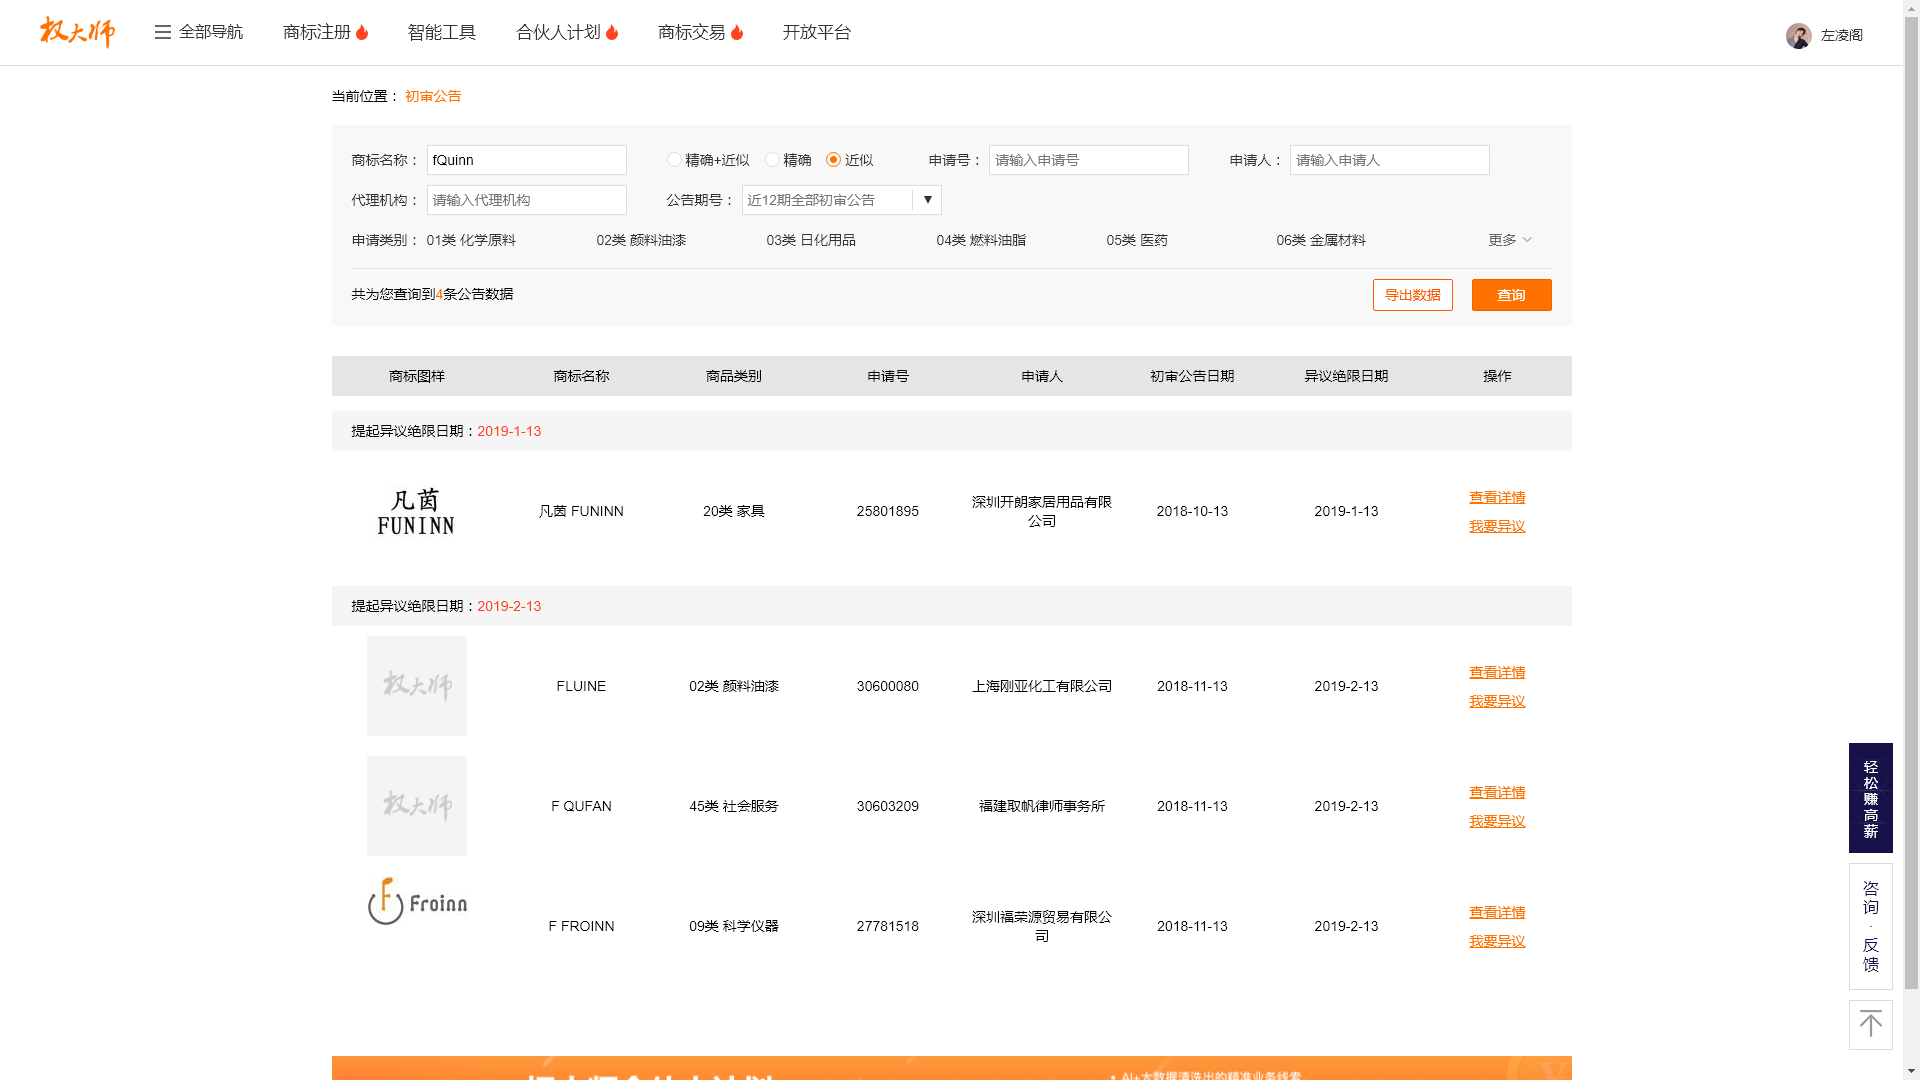 权大师 全部导航 商标注册 智能工具 合伙人计划 商标交易 开放平台 左凌阁
当前位置： 初审公告
商标名称： fQuinn 精确+近似 精确 近似 申请号： 请输入申请号 申请人： 请输入申请人
代理机构： 请输入代理机构 公告期号： 近12期全部初审公告 ▼
申请类别： 01类 化学原料 02类 颜料油漆 03类 日化用品 04类 燃料油脂 05类 医药 06类 金属材料 更多
共为您查询到4条公告数据 导出数据 查询
商标图样 商标名称 商品类别 申请号 申请人 初审公告日期 异议绝限日期 操作
提起异议绝限日期：2019-1-13
凡茵
FUNINN
凡茵 FUNINN 20类 家具 25801895 深圳开朗家居用品有限
公司
2018-10-13 2019-1-13 查看详情
我要异议
提起异议绝限日期：2019-2-13
权大师 FLUINE 02类 颜料油漆 30600080 上海刚亚化工有限公司 2018-11-13 2019-2-13 查看详情
我要异议
权大师 F QUFAN 45类 社会服务 30603209 福建取帆律师事务所 2018-11-13 2019-2-13 查看详情
我要异议
Froinn
F FROINN 09类 科学仪器 27781518 深圳福荣源贸易有限公
司
2018-11-13 2019-2-13 查看详情
我要异议
轻松赚高薪
咨询·反馈
AI+大数据清洗出的精准业务线索